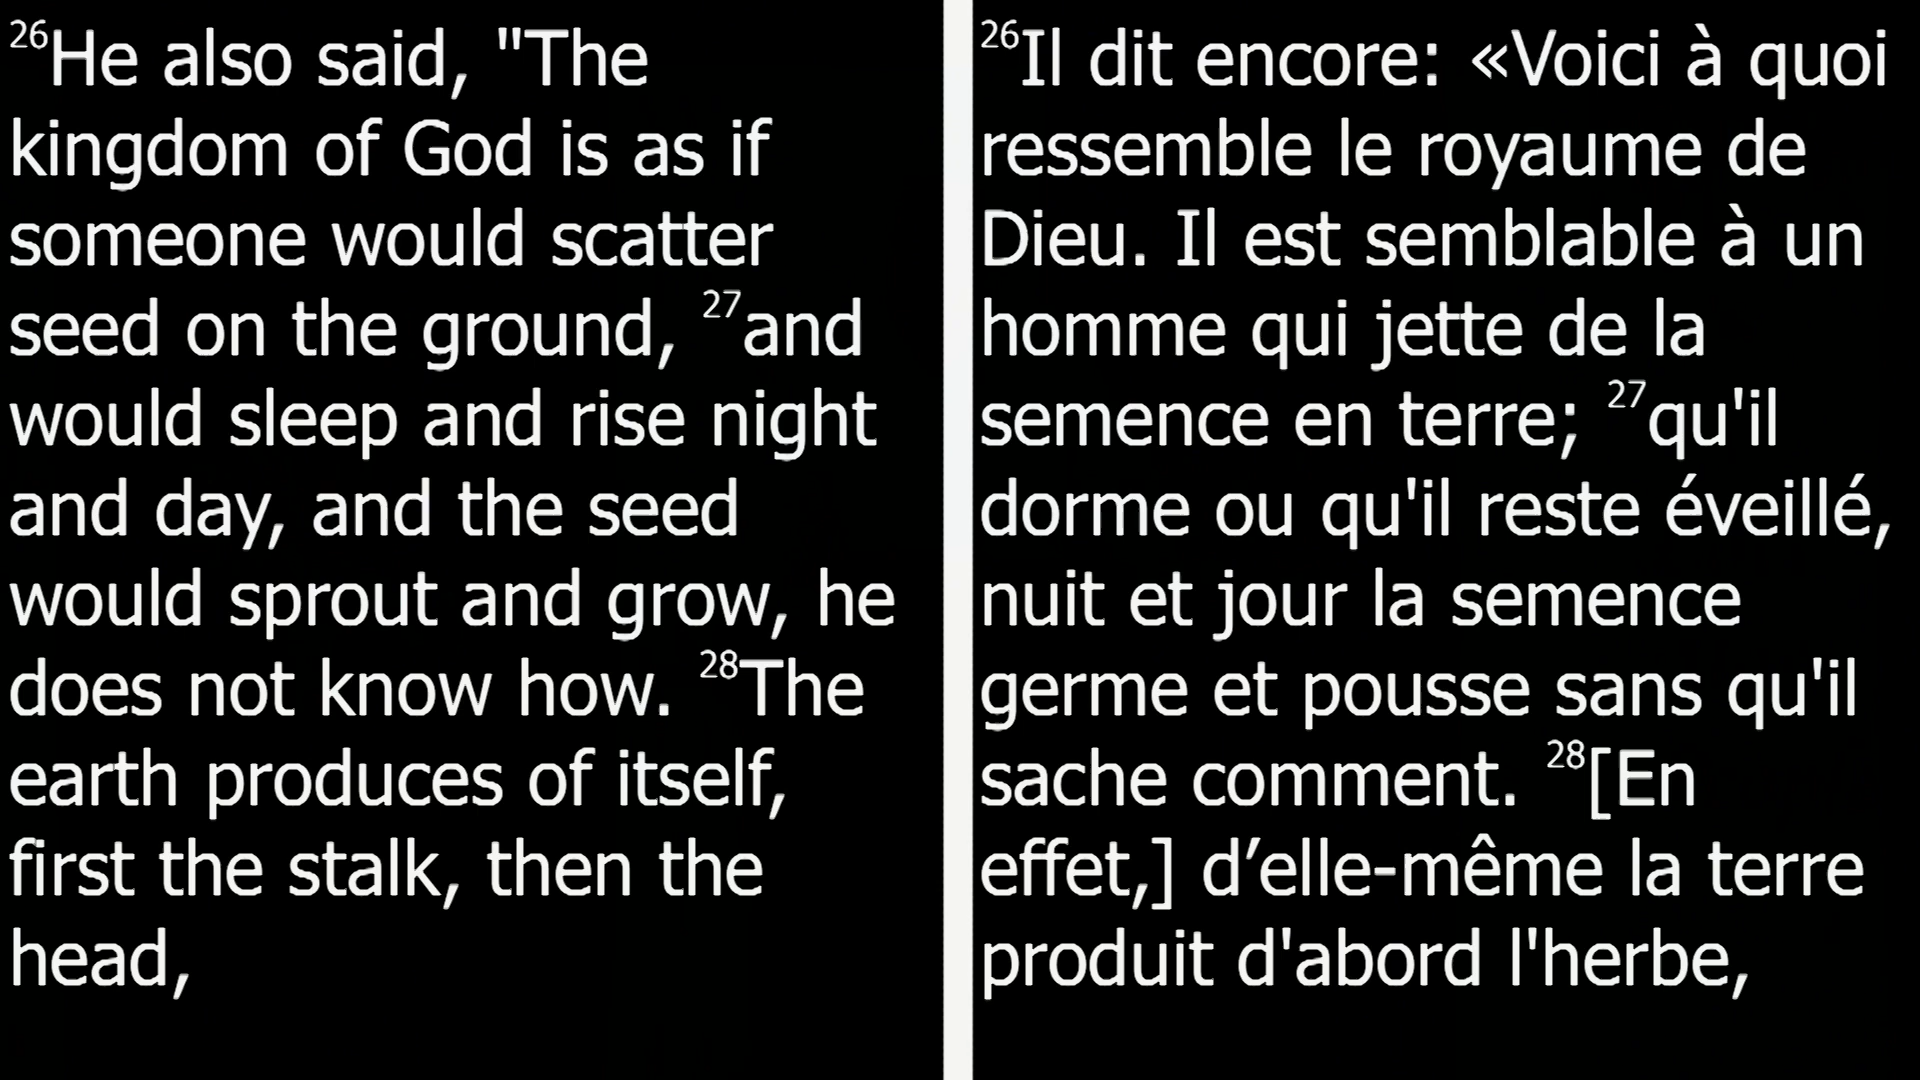 26He also said, "The
kingdom of God is as if
someone would scatter
seed on the ground, 27and
would sleep and rise night
and day, and the seed
would sprout and grow, he
does not know how. 28The
earth produces of itself,
first the stalk, then the
head,
26Il dit encore: «Voici à quoi
ressemble le royaume de
Dieu. Il est semblable à un
homme qui jette de la
semence en terre; 27qu'il
dorme ou qu'il reste éveillé,
nuit et jour la semence
germe et pousse sans qu'il
sache comment. 28[En
effet,] d’elle-même la terre
produit d'abord l'herbe,